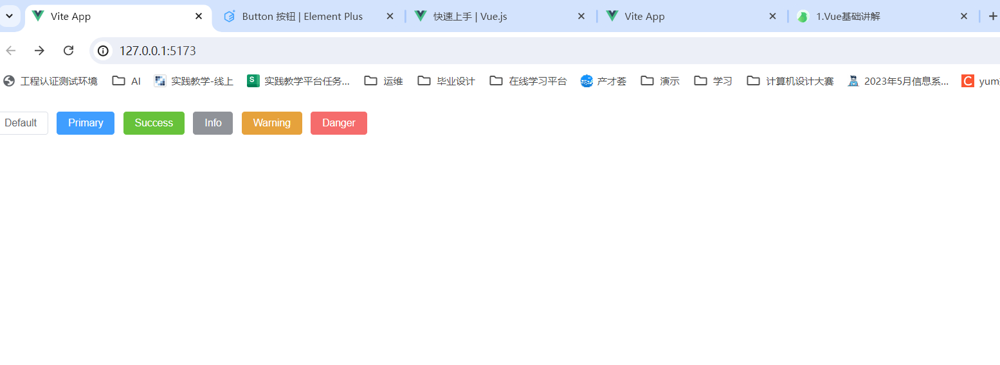 Vite App Button 按钮 | Element Plus 快速上手 | Vue.js Vite App 1.Vue基础讲解
127.0.0.1:5173
工程认证测试环境 AI 实践教学-线上 S 实践教学平台任务... 运维 毕业设计 在线学习平台 产才荟 演示 学习 计算机设计大赛 2023年5月信息系... C yum
Default Primary Success Info Warning Danger